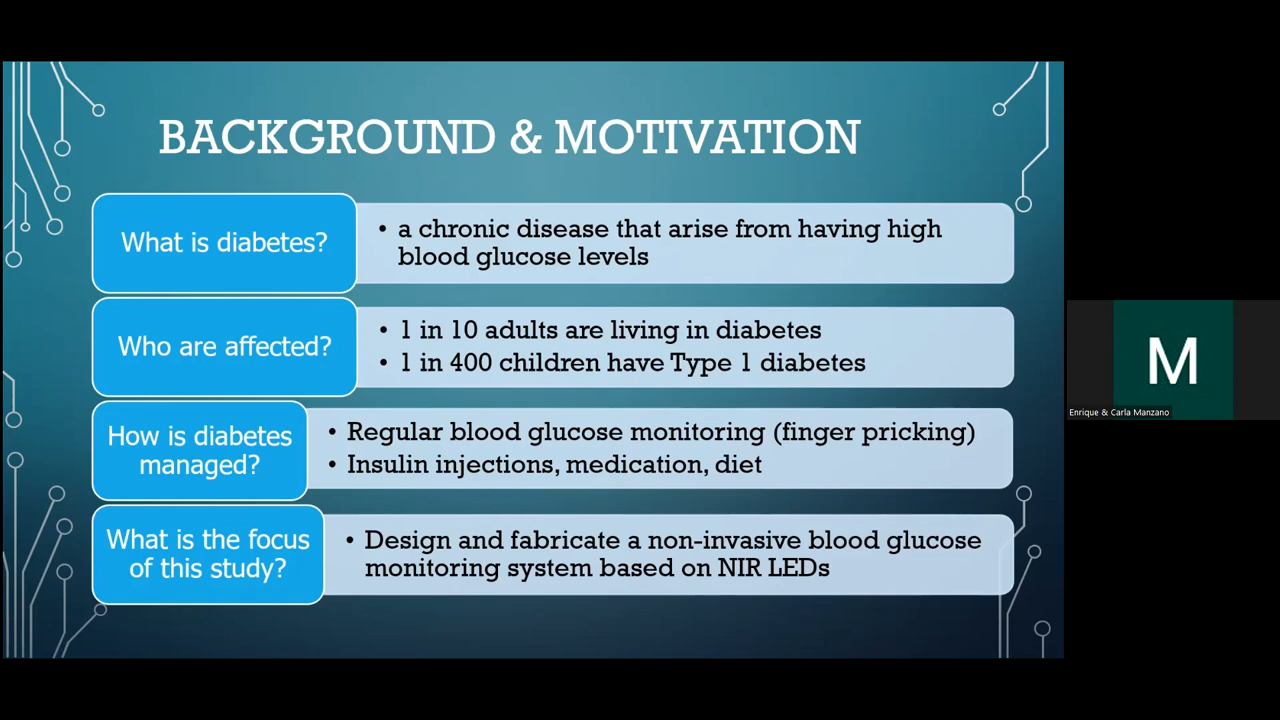 BACKGROUND & MOTIVATION
What is diabetes?
• a chronic disease that arise from having high
blood glucose levels
Who are affected?
• 1 in 10 adults are living in diabetes
• 1 in 400 children have Type 1 diabetes
How is diabetes
managed?
• Regular blood glucose monitoring (finger pricking)
• Insulin injections, medication, diet
What is the focus
of this study?
• Design and fabricate a non-invasive blood glucose
monitoring system based on NIR LEDs
M
Enrique & Carla Manzano